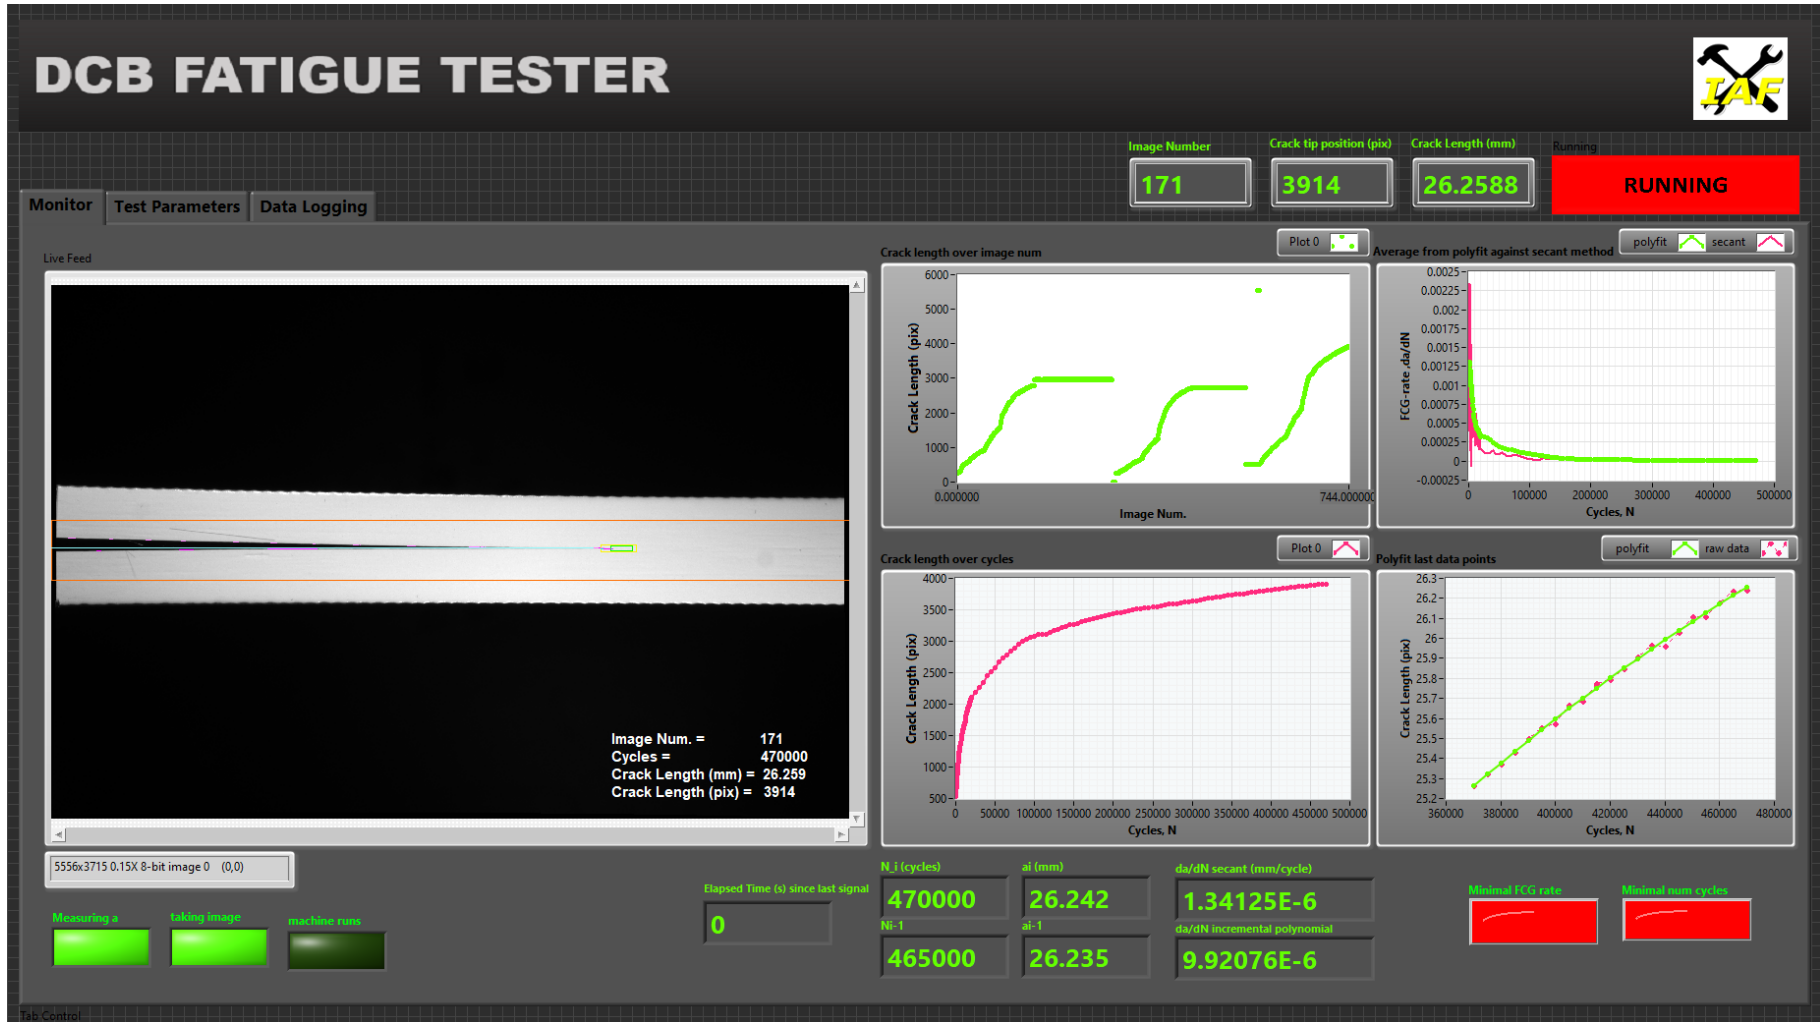 DCB FATIGUE TESTER
IAF
Image Number
Crack tip position (pix)
Crack Length (mm)
Running
171
3914
26.2588
RUNNING
Monitor
Test Parameters
Data Logging
Live Feed
Image Num. = 171
Cycles = 470000
Crack Length (mm) = 26.259
Crack Length (pix) = 3914
5556x3715 0.15X 8-bit image 0 (0,0)
Crack length over image num
Plot 0
Crack Length (pix)
6000
5000
4000
3000
2000
1000
0
0.000000
744.000000
Image Num.
Average from polyfit against secant method
polyfit
secant
FCG-rate ,da/dN
0.0025
0.00225
0.002
0.00175
0.0015
0.00125
0.001
0.00075
0.0005
0.00025
0
-0.00025
0 100000 200000 300000 400000 500000
Cycles, N
Crack length over cycles
Plot 0
Crack Length (pix)
4000
3500
3000
2500
2000
1500
1000
500
0 50000 100000 150000 200000 250000 300000 350000 400000 450000 500000
Cycles, N
Polyfit last data points
polyfit
raw data
Crack Length (pix)
26.3
26.2
26.1
26
25.9
25.8
25.7
25.6
25.5
25.4
25.3
25.2
360000 380000 400000 420000 440000 460000 480000
Cycles, N
Measuring a
taking image
machine runs
Elapsed Time (s) since last signal
0
N_i (cycles)
470000
Ni-1
465000
ai (mm)
26.242
ai-1
26.235
da/dN secant (mm/cycle)
1.34125E-6
da/dN incremental polynomial
9.92076E-6
Minimal FCG rate
Minimal num cycles
Tab Control